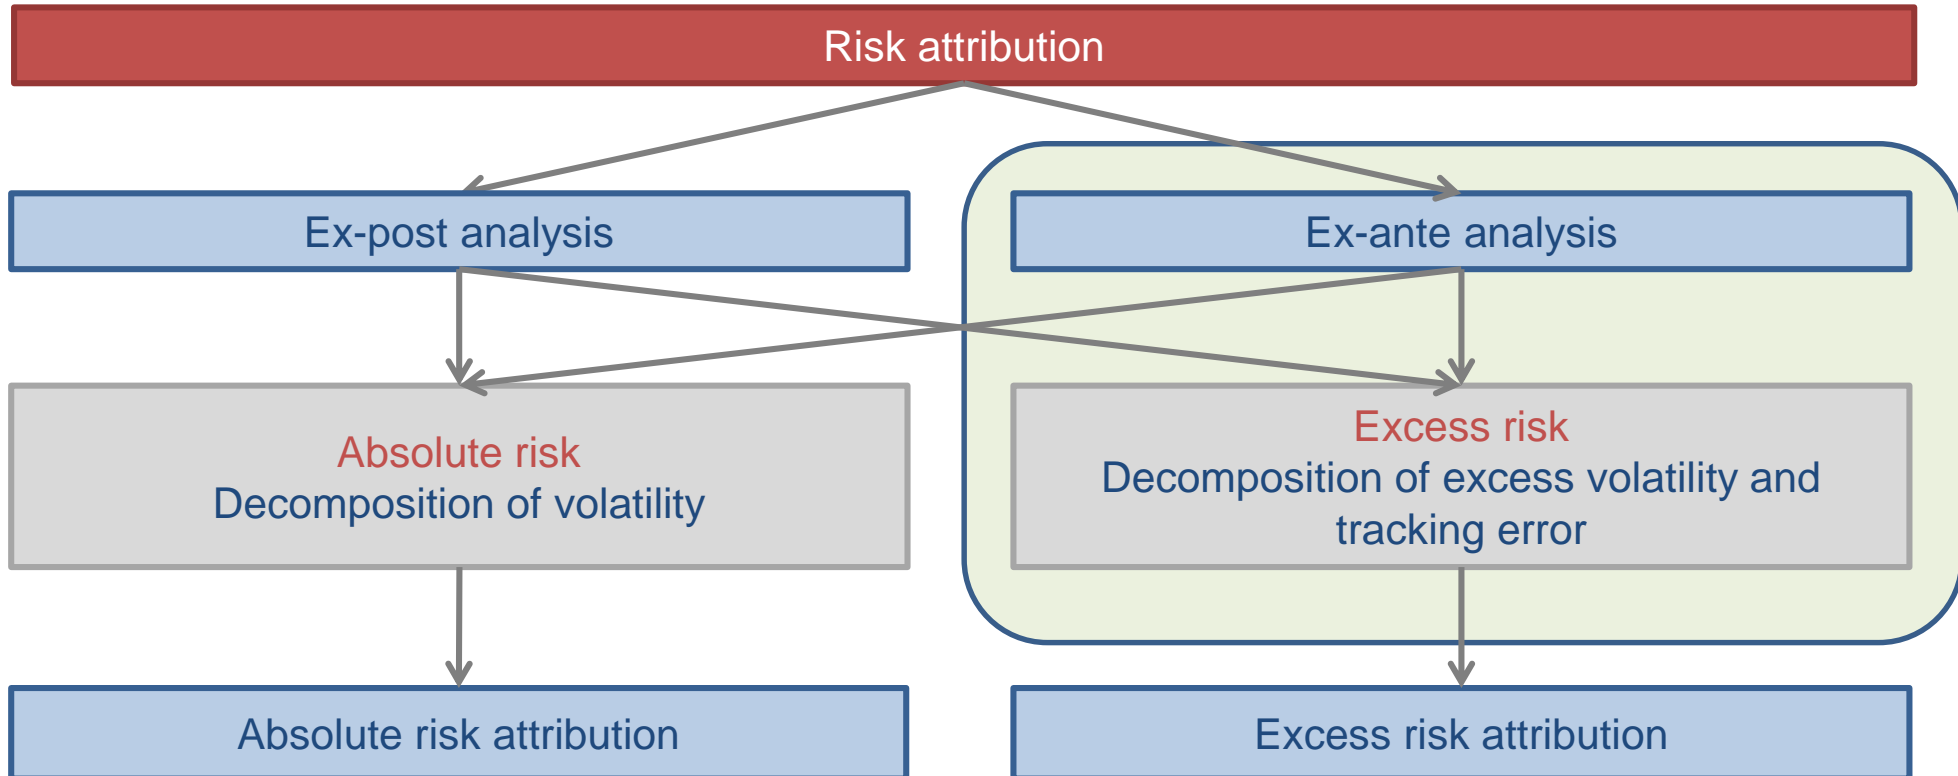 Risk attribution
Ex-post analysis
Ex-ante analysis
Absolute risk
Decomposition of volatility
Excess risk
Decomposition of excess volatility and
tracking error
Absolute risk attribution
Excess risk attribution